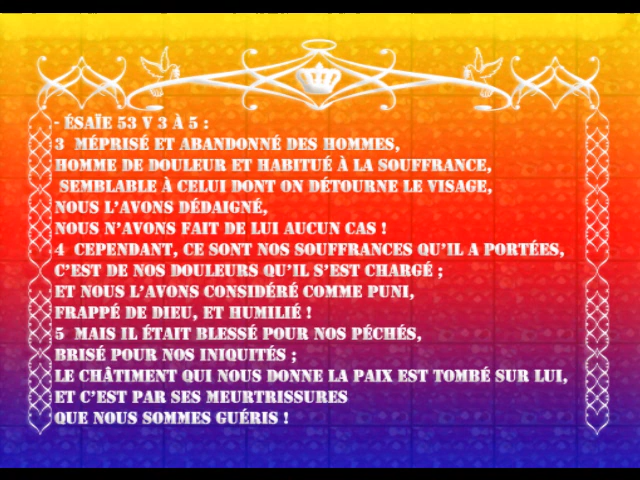 - ÉSAÏE 53 V 3 À 5 :
3 MÉPRISÉ ET ABANDONNÉ DES HOMMES,
HOMME DE DOULEUR ET HABITUÉ À LA SOUFFRANCE,
SEMBLABLE À CELUI DONT ON DÉTOURNE LE VISAGE,
NOUS L'AVONS DÉDAIGNÉ,
NOUS N'AVONS FAIT DE LUI AUCUN CAS !
4 CEPENDANT, CE SONT NOS SOUFFRANCES QU'IL A PORTÉES,
C'EST DE NOS DOULEURS QU'IL S'EST CHARGÉ ;
ET NOUS L'AVONS CONSIDÉRÉ COMME PUNI,
FRAPPÉ DE DIEU, ET HUMILIÉ !
5 MAIS IL ÉTAIT BLESSÉ POUR NOS PÉCHÉS,
BRISÉ POUR NOS INIQUITÉS ;
LE CHÂTIMENT QUI NOUS DONNE LA PAIX EST TOMBÉ SUR LUI,
ET C'EST PAR SES MEURTRISSURES
QUE NOUS SOMMES GUÉRIS !